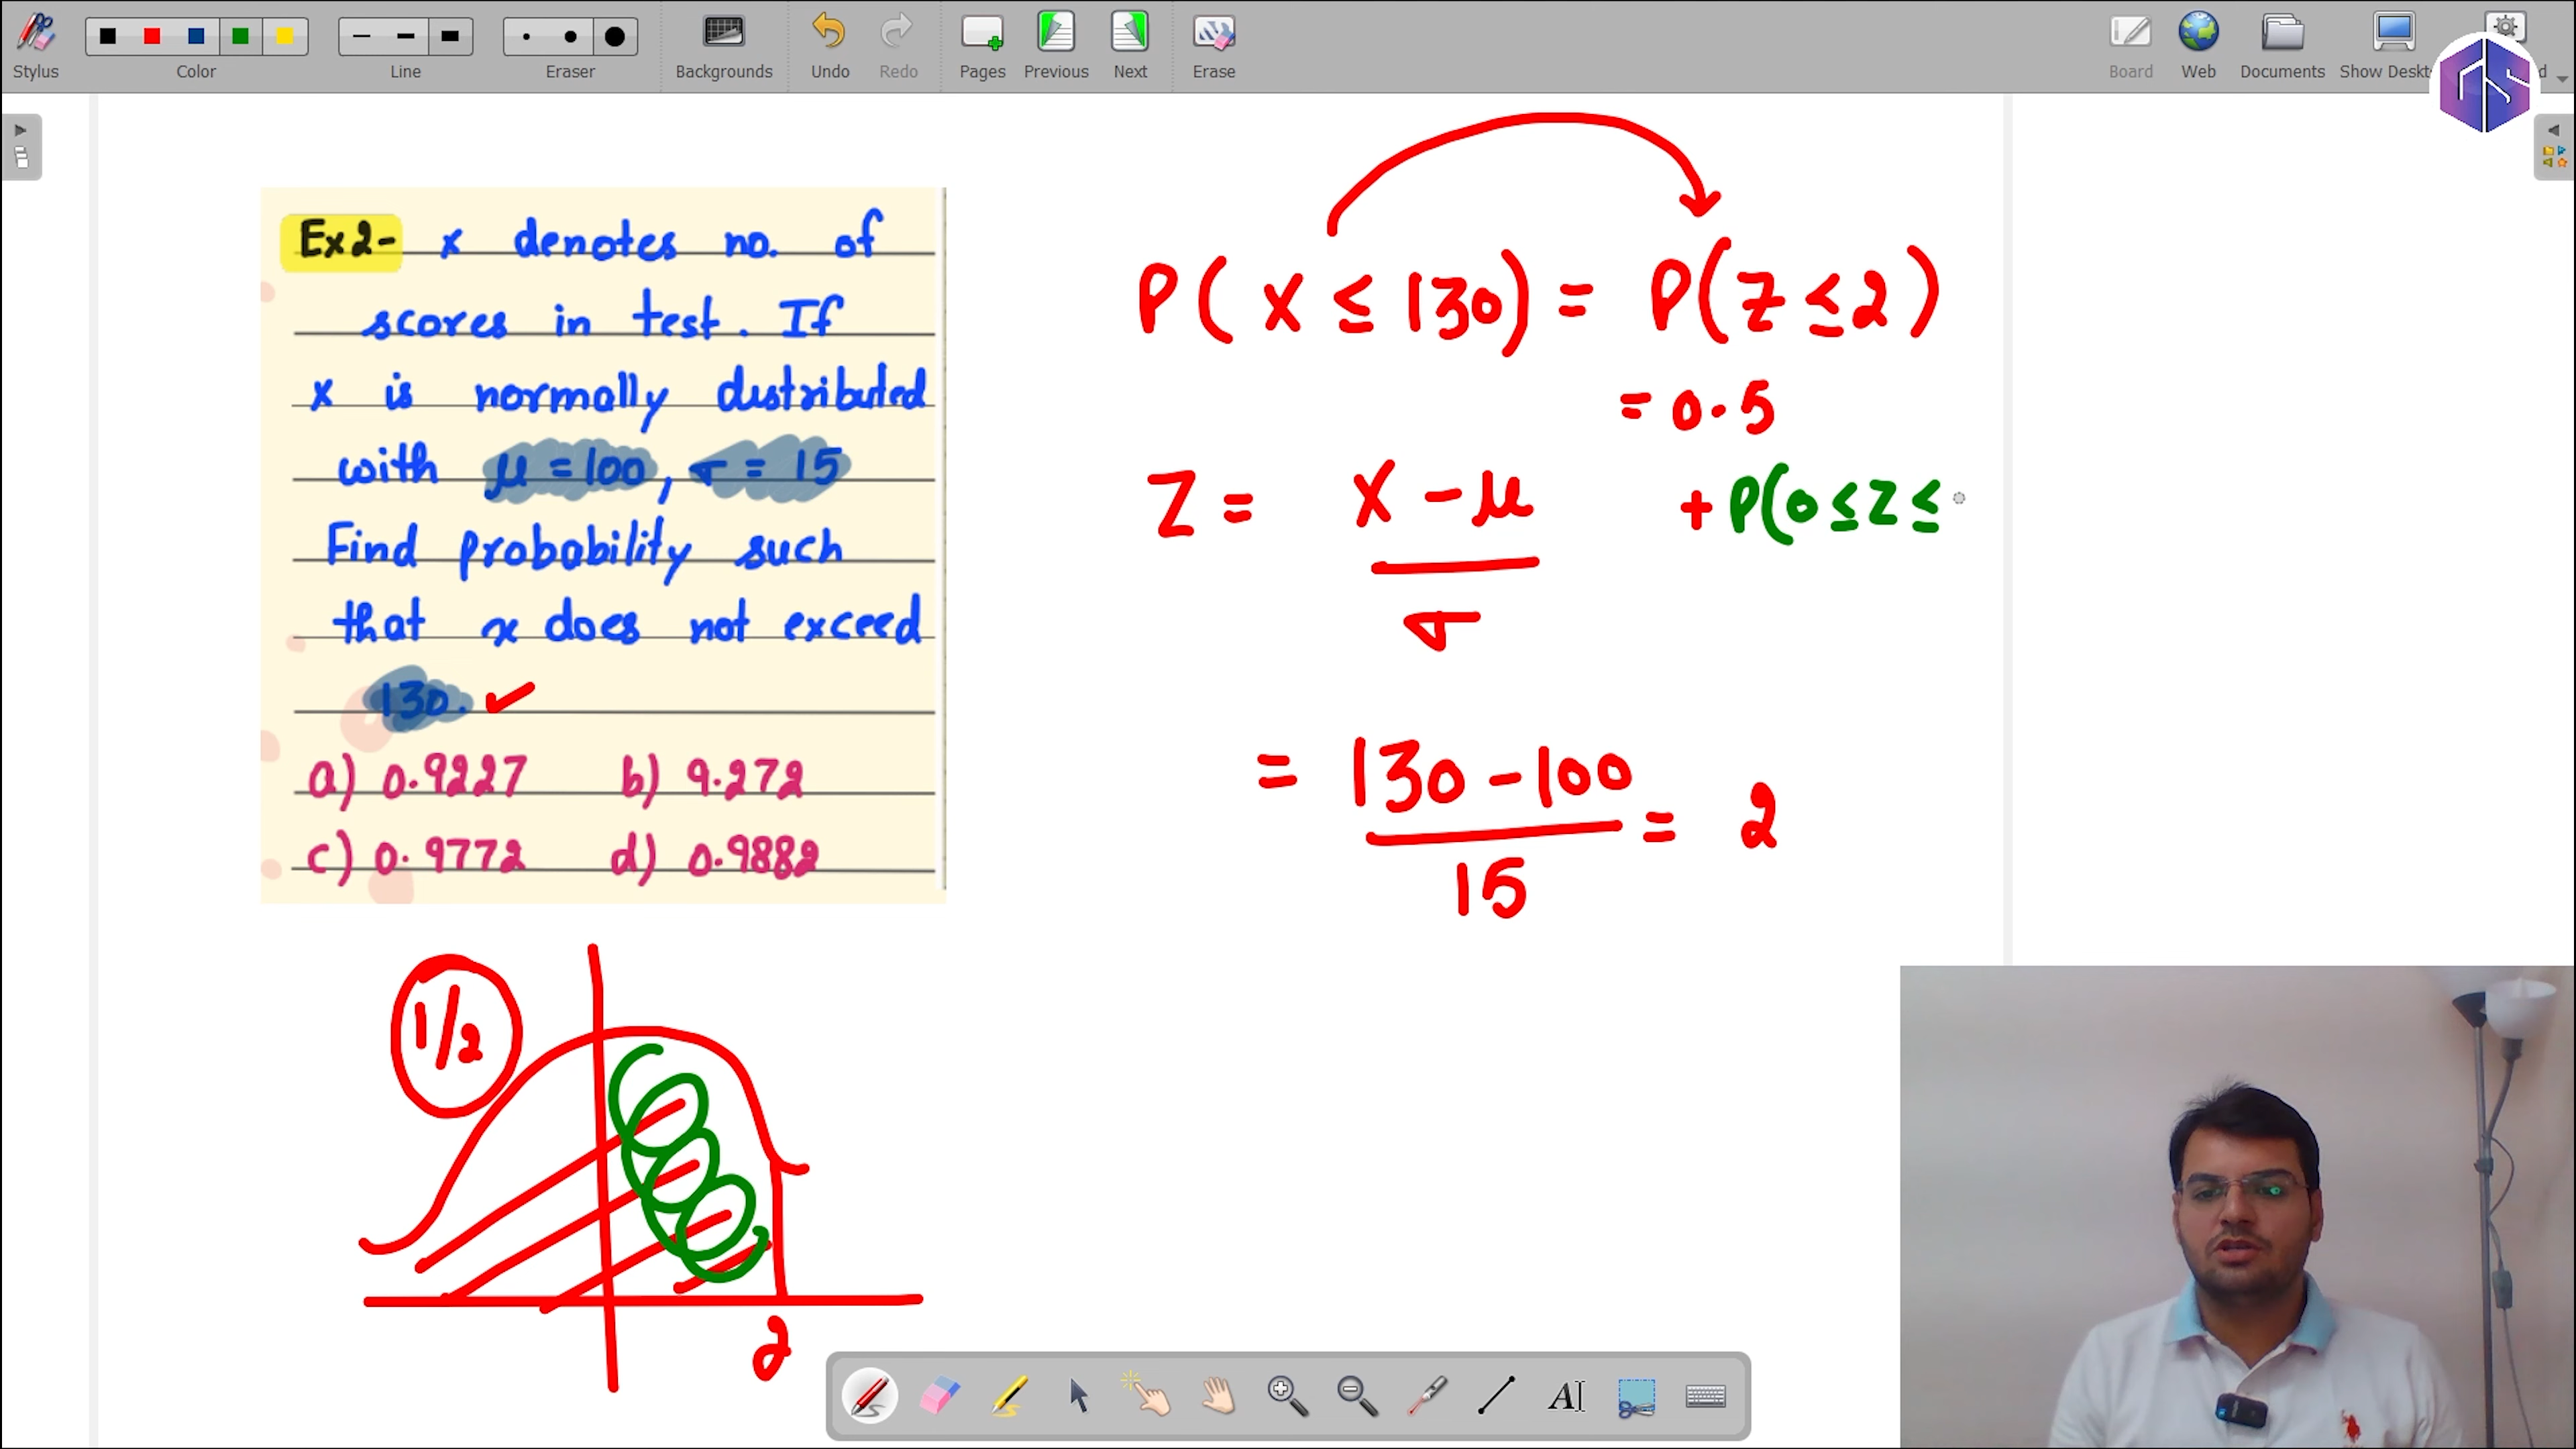 Stylus Color Line Eraser Backgrounds Undo Redo Pages Previous Next Erase Board Web Documents Show Deskt
Ex2- x denotes no. of
scores in test. If
x is normally distributed
with μ = 100, σ = 15
Find probability such
that x does not exceed
130. ✓
a) 0.9227 b) 9.272
c) 0.9772 d) 0.9882
P(X ≤ 130) = P(Z ≤ 2)
= 0.5
+ P(0 ≤ Z ≤
Z = X - μ
σ
= 130 - 100
15
= 2
1/2
2
AI